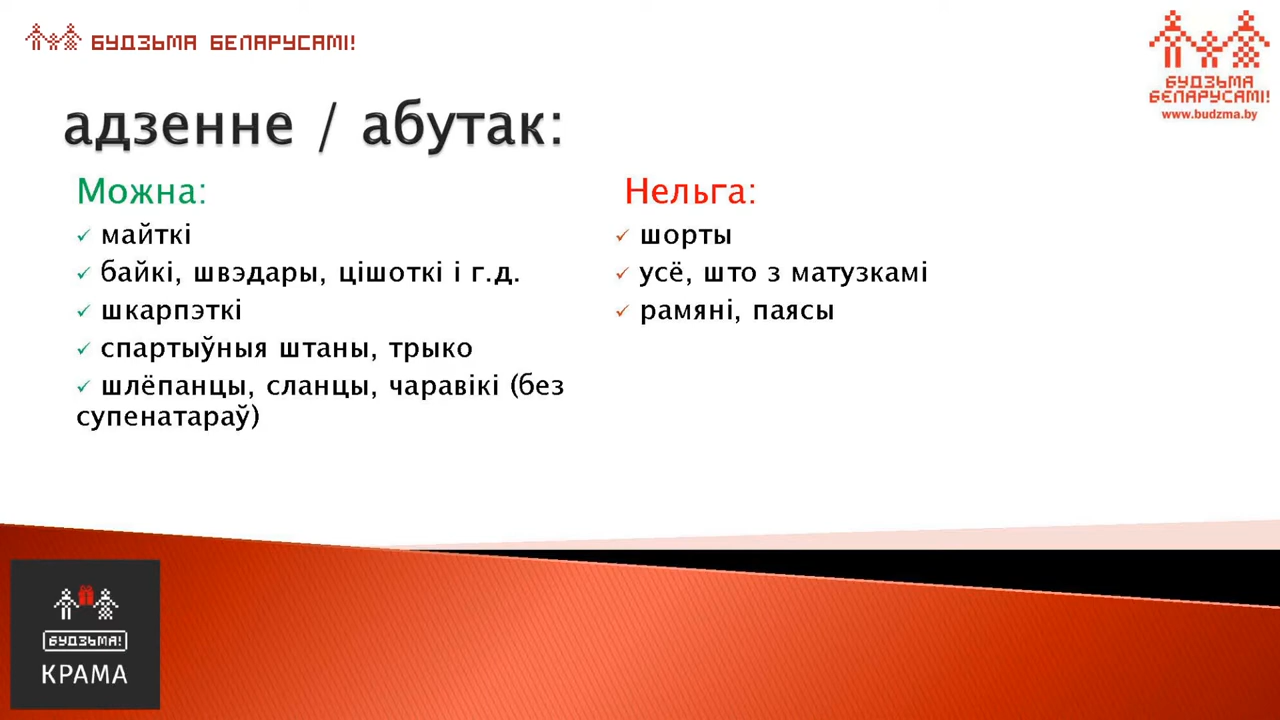 БУДЗЬМА БЕЛАРУСАМІ!
БУДЗЬМА
БЕЛАРУСАМІ!
www.budzma.by
адзенне / абутак:
Можна:
майткі
байкі, швэдары, цішоткі і г.д.
шкарпэткі
спартыўныя штаны, трыко
шлёпанцы, сланцы, чаравікі (без
супенатараў)
Нельга:
шорты
усё, што з матузкамі
рамяні, паясы
БУДЗЬМА!
КРАМА